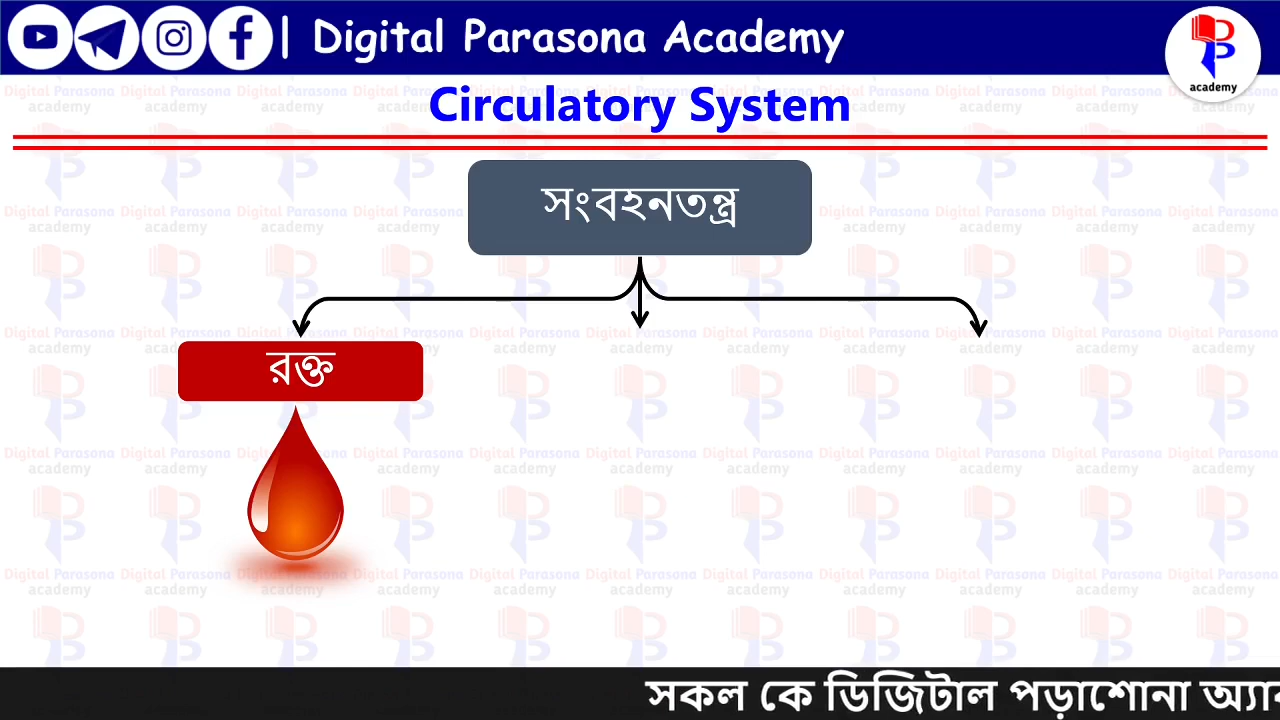 | Digital Parasona Academy
academy
Circulatory System
সংবহনতন্ত্র
রক্ত
সকল কে ডিজিটাল পড়াশোনা